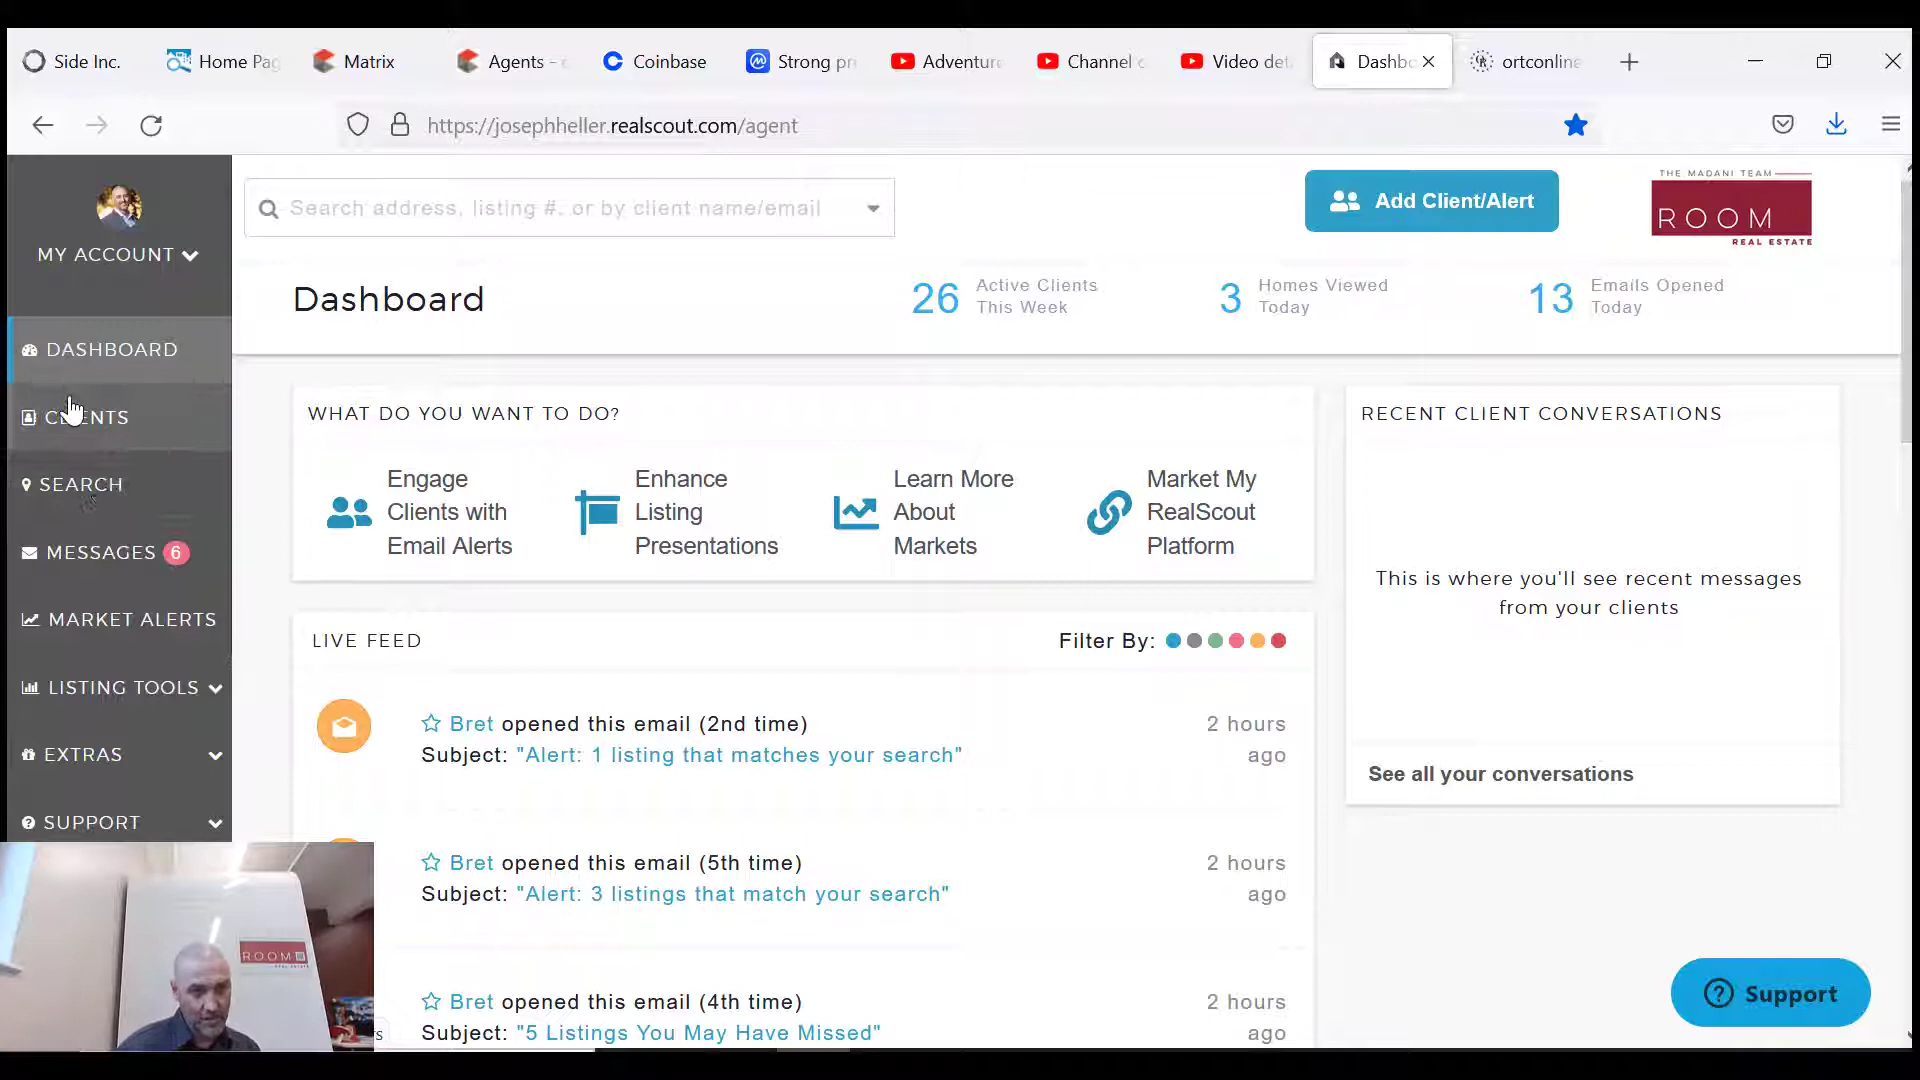 Side Inc.
Home Pag
Matrix
Agents - e
Coinbase
Strong pr
Adventure
Channel c
Video det
Dashbo
ortconline
https://josephheller.realscout.com/agent
MY ACCOUNT
Search address, listing #, or by client name/email
Add Client/Alert
THE MADANI TEAM
ROOM
REAL ESTATE
Dashboard
26 Active Clients
This Week
3 Homes Viewed
Today
13 Emails Opened
Today
DASHBOARD
CLIENTS
SEARCH
MESSAGES 6
MARKET ALERTS
LISTING TOOLS
EXTRAS
SUPPORT
WHAT DO YOU WANT TO DO?
Engage
Clients with
Email Alerts
Enhance
Listing
Presentations
Learn More
About
Markets
Market My
RealScout
Platform
RECENT CLIENT CONVERSATIONS
This is where you'll see recent messages
from your clients
See all your conversations
LIVE FEED
Filter By:
Bret opened this email (2nd time)
Subject: "Alert: 1 listing that matches your search"
2 hours
ago
Bret opened this email (5th time)
Subject: "Alert: 3 listings that match your search"
2 hours
ago
Bret opened this email (4th time)
Subject: "5 Listings You May Have Missed"
2 hours
ago
Support
ROOM